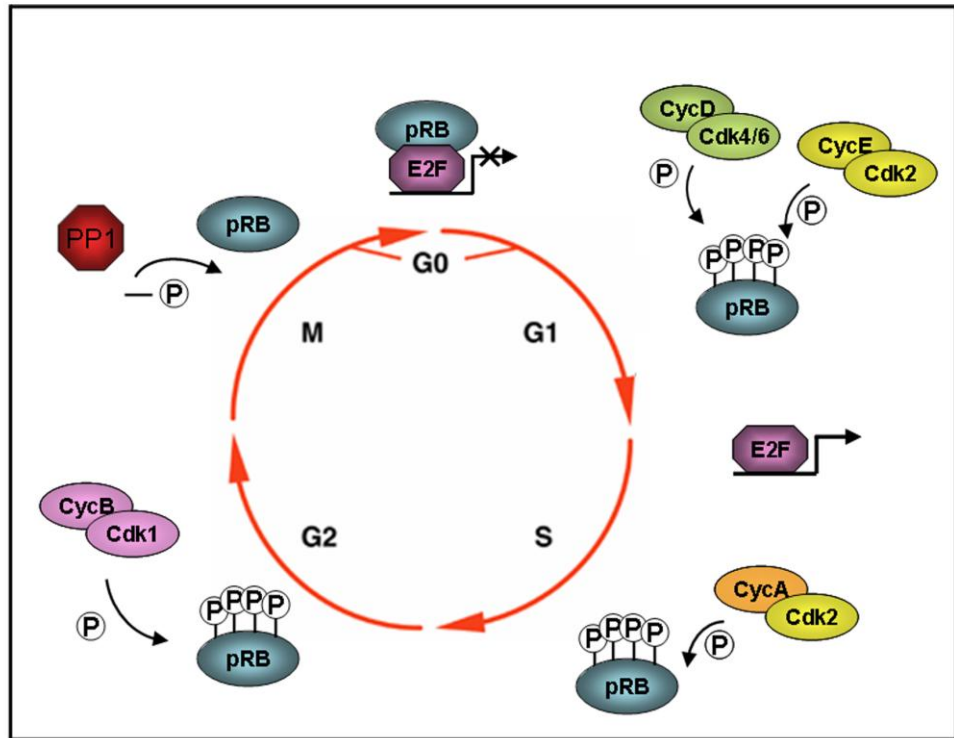 pRB
E2F
CycD
Cdk4/6
P
CycE
Cdk2
P
P P P P
pRB
PP1
pRB
– P
G0
M
G1
E2F
CycB
Cdk1
P
P P P P
pRB
G2
S
CycA
Cdk2
P
P P P P
pRB